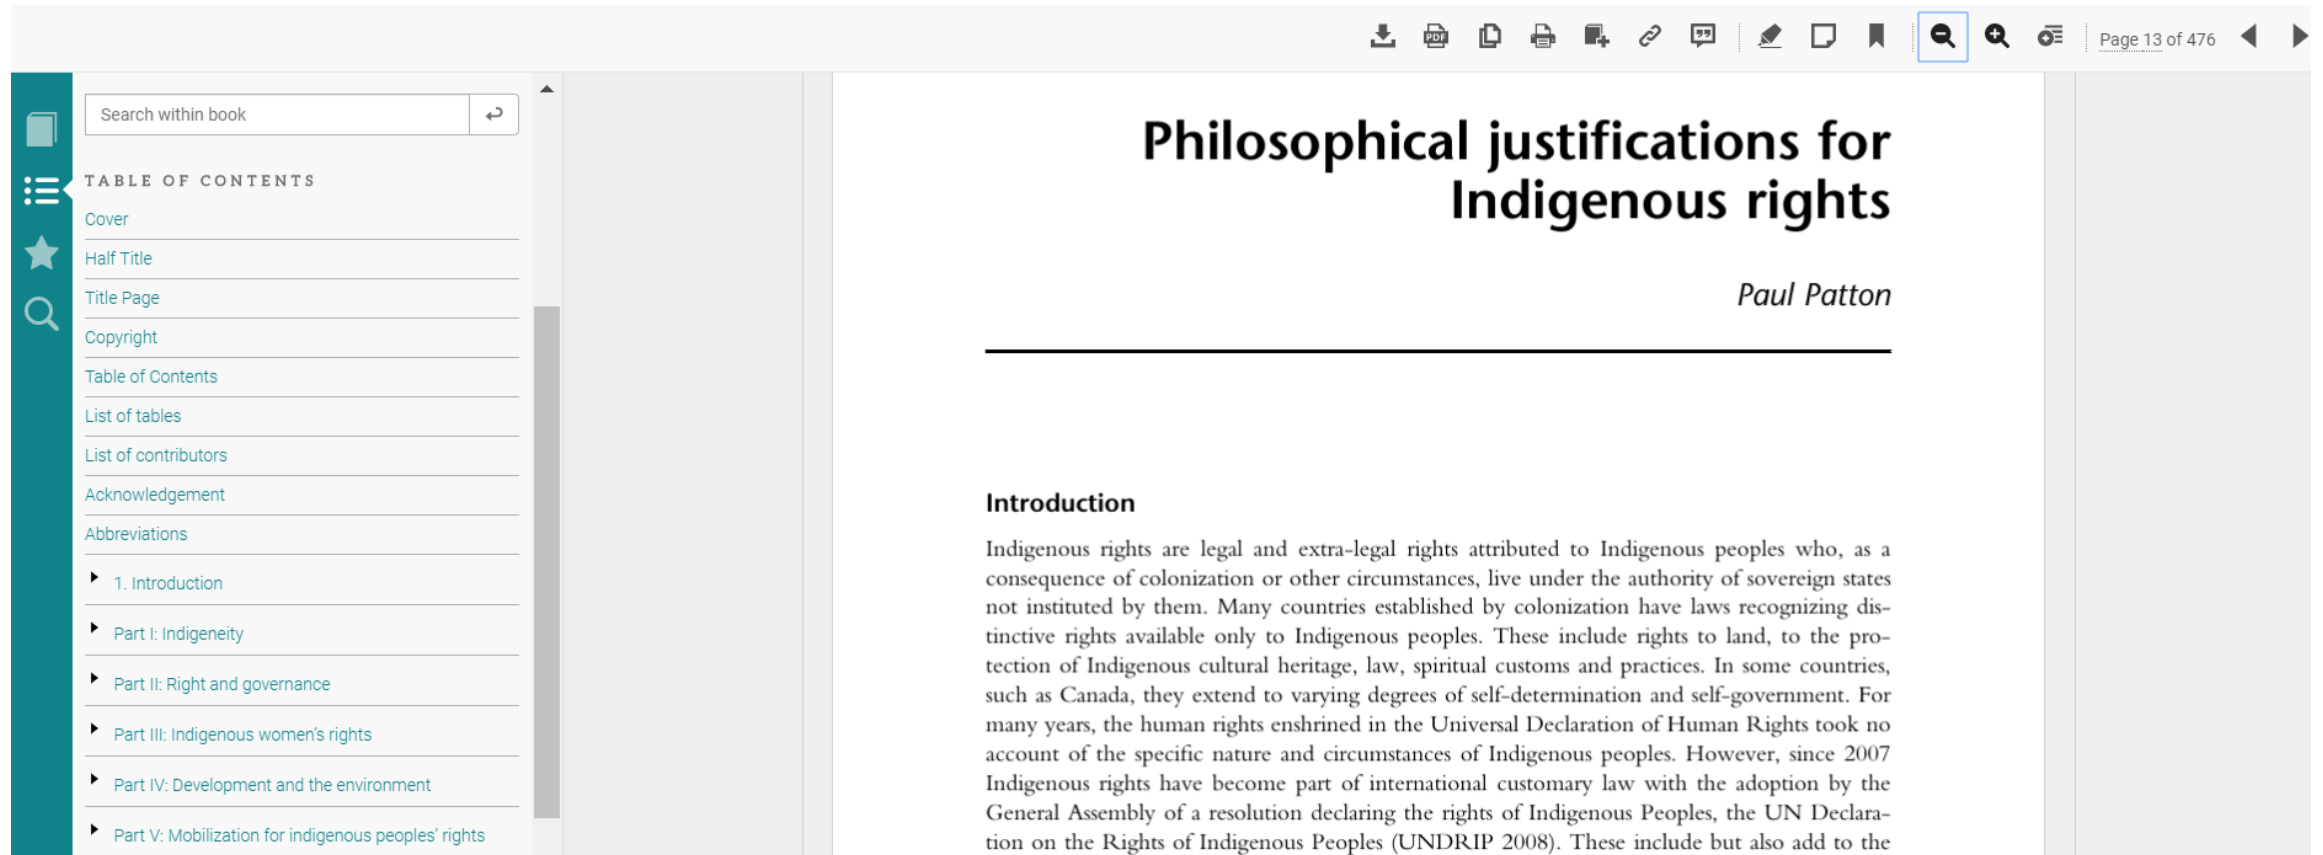 PDF
Page 13 of 476
Search within book
TABLE OF CONTENTS
Cover
Half Title
Title Page
Copyright
Table of Contents
List of tables
List of contributors
Acknowledgement
Abbreviations
1. Introduction
Part I: Indigeneity
Part II: Right and governance
Part III: Indigenous women's rights
Part IV: Development and the environment
Part V: Mobilization for indigenous peoples' rights
Philosophical justifications for
Indigenous rights
Paul Patton
Introduction
Indigenous rights are legal and extra-legal rights attributed to Indigenous peoples who, as a
consequence of colonization or other circumstances, live under the authority of sovereign states
not instituted by them. Many countries established by colonization have laws recognizing dis-
tinctive rights available only to Indigenous peoples. These include rights to land, to the pro-
tection of Indigenous cultural heritage, law, spiritual customs and practices. In some countries,
such as Canada, they extend to varying degrees of self-determination and self-government. For
many years, the human rights enshrined in the Universal Declaration of Human Rights took no
account of the specific nature and circumstances of Indigenous peoples. However, since 2007
Indigenous rights have become part of international customary law with the adoption by the
General Assembly of a resolution declaring the rights of Indigenous Peoples, the UN Declara-
tion on the Rights of Indigenous Peoples (UNDRIP 2008). These include but also add to the